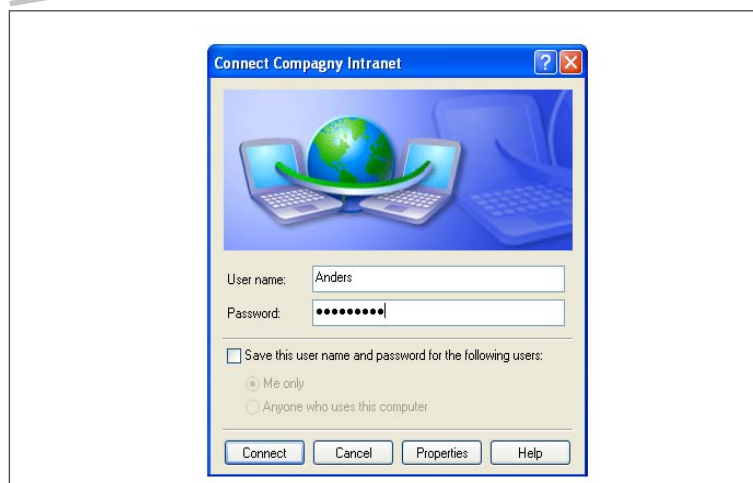 Connect Compagny Intranet
User name: Anders
Password: •••••••••
Save this user name and password for the following users:
Me only
Anyone who uses this computer
Connect Cancel Properties Help